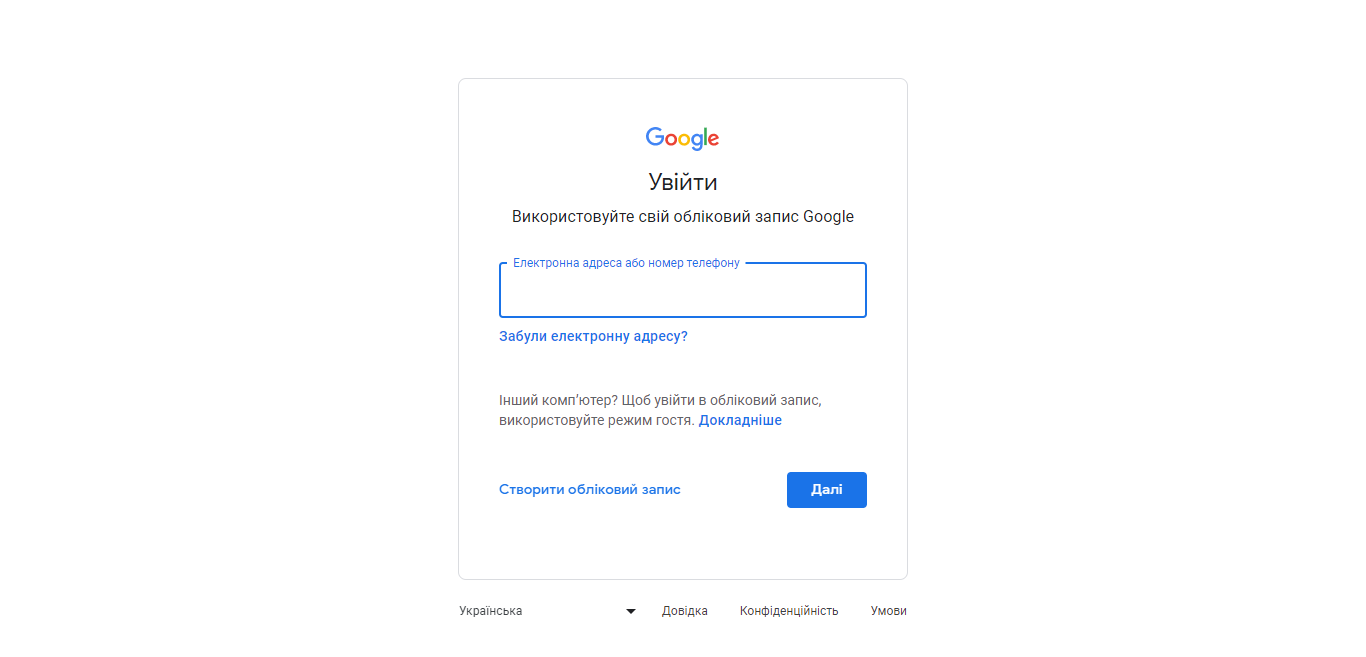 Google
Увійти
Використовуйте свій обліковий запис Google
Електронна адреса або номер телефону
Забули електронну адресу?
Інший комп’ютер? Щоб увійти в обліковий запис,
використовуйте режим гостя. Докладніше
Створити обліковий запис
Далі
Українська
Довідка
Конфіденційність
Умови